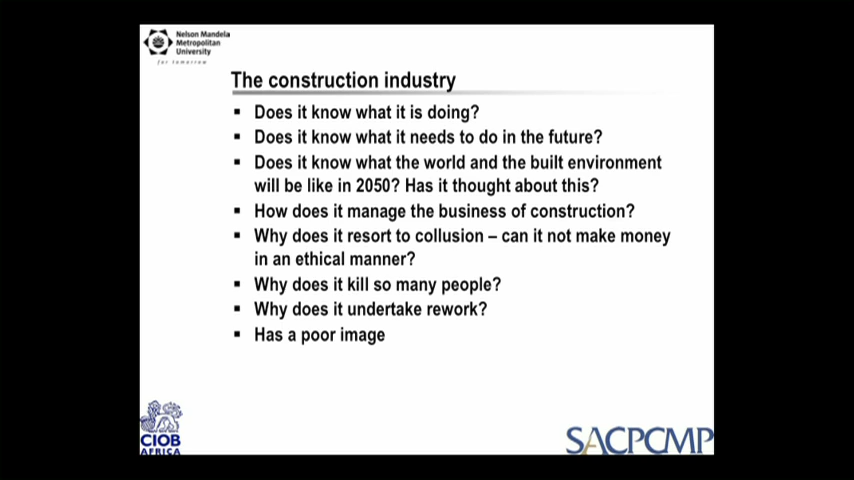 Nelson Mandela
Metropolitan
University
for tomorrow
The construction industry
▪ Does it know what it is doing?
▪ Does it know what it needs to do in the future?
▪ Does it know what the world and the built environment
will be like in 2050? Has it thought about this?
▪ How does it manage the business of construction?
▪ Why does it resort to collusion – can it not make money
in an ethical manner?
▪ Why does it kill so many people?
▪ Why does it undertake rework?
▪ Has a poor image
CIOB
AFRICA
SACPCMP